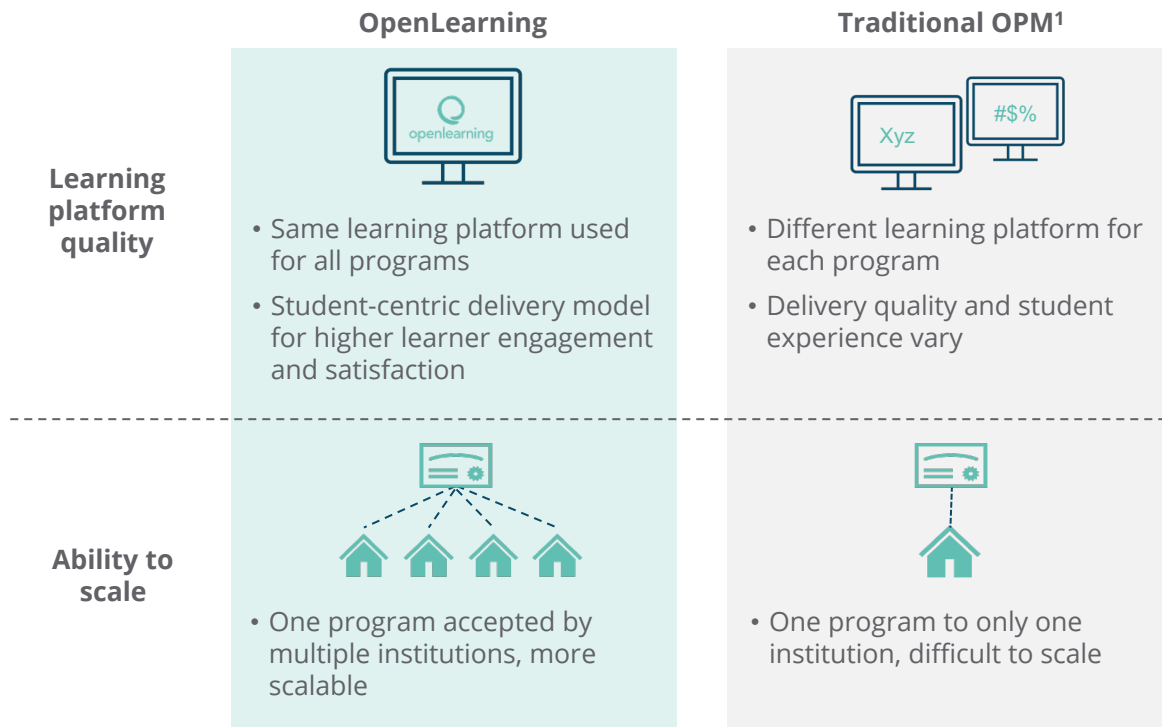 OpenLearning
Traditional OPM¹
Learning
platform
quality
openlearning
• Same learning platform used
for all programs
• Student-centric delivery model
for higher learner engagement
and satisfaction
Xyz
#$%
• Different learning platform for
each program
• Delivery quality and student
experience vary
Ability to
scale
• One program accepted by
multiple institutions, more
scalable
• One program to only one
institution, difficult to scale